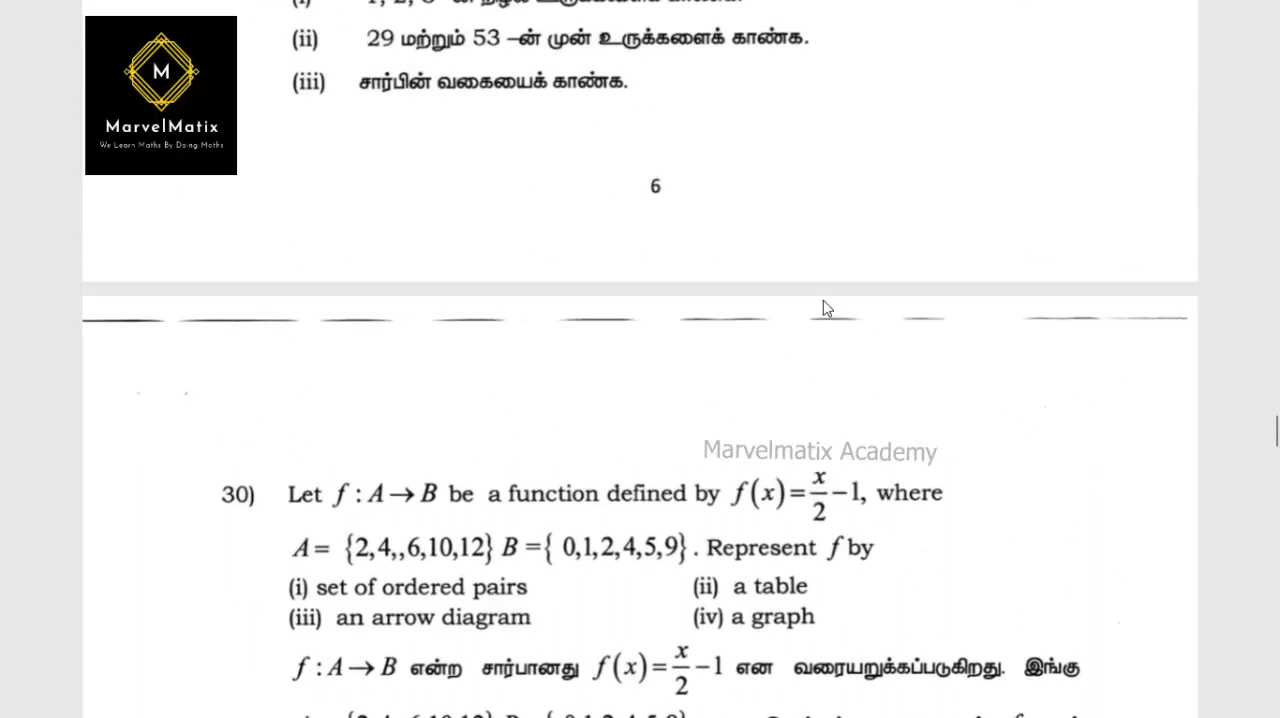 (ii) 29 மற்றும் 53 –ன் முன் உருக்களைக் காண்க.
(iii) சார்பின் வகையைக் காண்க.
M
MarvelMatix
We Learn Maths By Doing Maths
6
Marvelmatix Academy
30) Let f : A → B be a function defined by f(x) = x/2 − 1, where
A = {2,4,,6,10,12} B = { 0,1,2,4,5,9} . Represent f by
(i) set of ordered pairs (ii) a table
(iii) an arrow diagram (iv) a graph
f : A → B என்ற சார்பானது f(x) = x/2 − 1 என வரையறுக்கப்படுகிறது. இங்கு